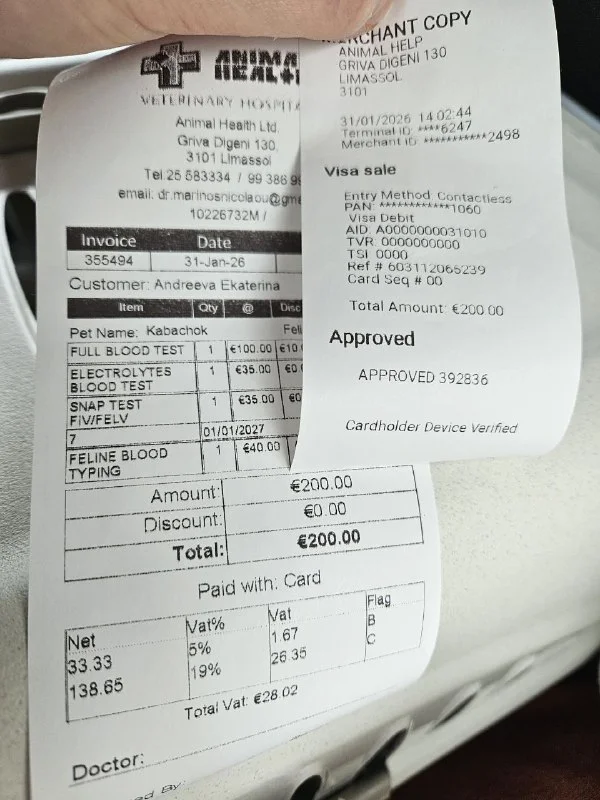 VETERINARY
Animal Health Ltd.
Griva Digeni 130,
3101 Limassol
Tel:25 583334 / 99 386
email: dr.marinosnicolaou@gm
10226732M /
Invoice Date
355494 31-Jan-26
Customer: Andreeva Ekaterina
Item Qty @ Disc
Pet Name: Kabachok Feli
FULL BLOOD TEST 1 €100.00 €10.
ELECTROLYTES 1 €35.00 €0.
BLOOD TEST
SNAP TEST 1 €35.00 €0
FIV/FELV
7 01/01/2027
FELINE BLOOD 1 €40.00
TYPING
Amount: €200.00
Discount: €0.00
Total: €200.00
Paid with: Card
Net Vat% Vat Flag
33.33 5% 1.67 B
138.65 19% 26.35 C
Total Vat: €28.02
Doctor:
ed By:
MERCHANT COPY
ANIMAL HELP
GRIVA DIGENI 130
LIMASSOL
3101
31/01/2026 14:02:44
Terminal ID: ****6247
Merchant ID: ***********2498
Visa sale
Entry Method: Contactless
PAN: ************1060
Visa Debit
AID: A0000000031010
TVR: 0000000000
TSI: 0000
Ref # 603112065239
Card Seq # 00
Total Amount: €200.00
Approved
APPROVED 392836
Cardholder Device Verified